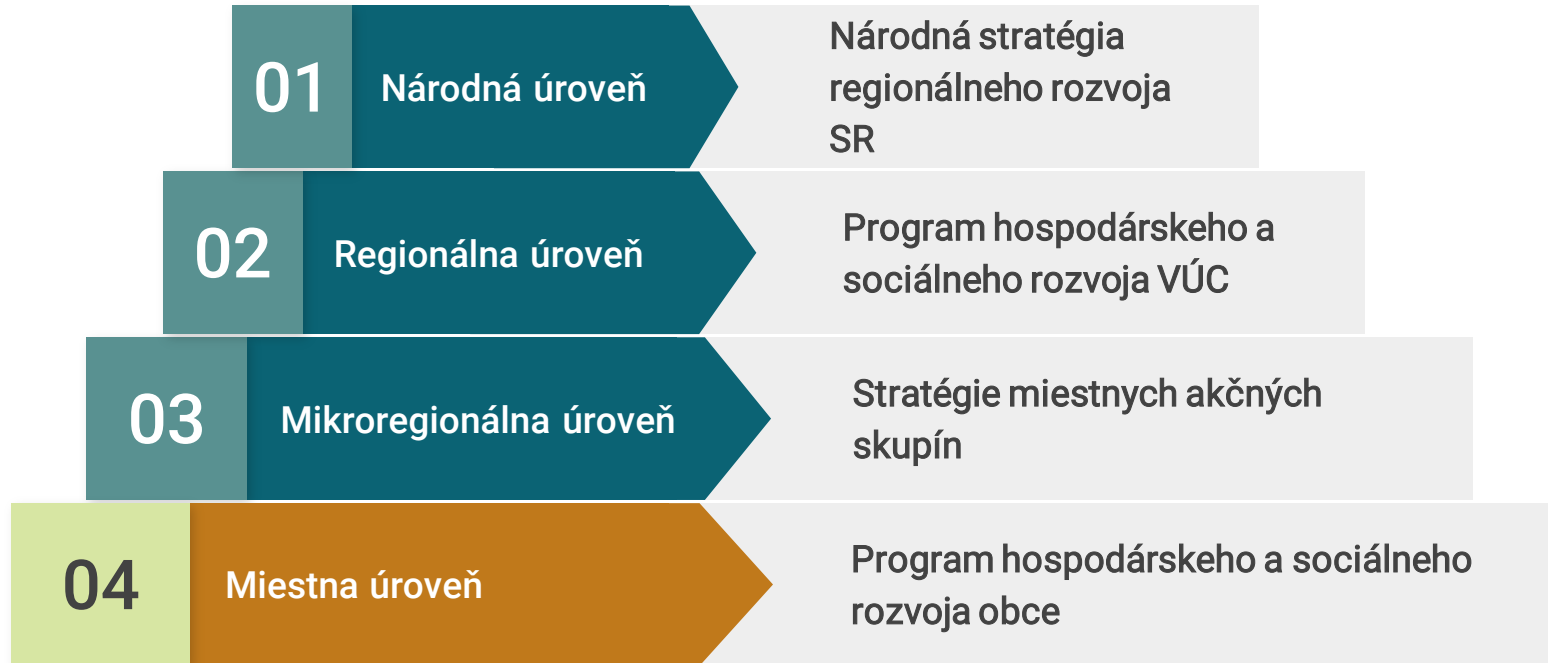 01
Národná úroveň
Národná stratégia
regionálneho rozvoja
SR
02
Regionálna úroveň
Program hospodárskeho a
sociálneho rozvoja VÚC
03
Mikroregionálna úroveň
Stratégie miestnych akčných
skupín
04
Miestna úroveň
Program hospodárskeho a sociálneho
rozvoja obce